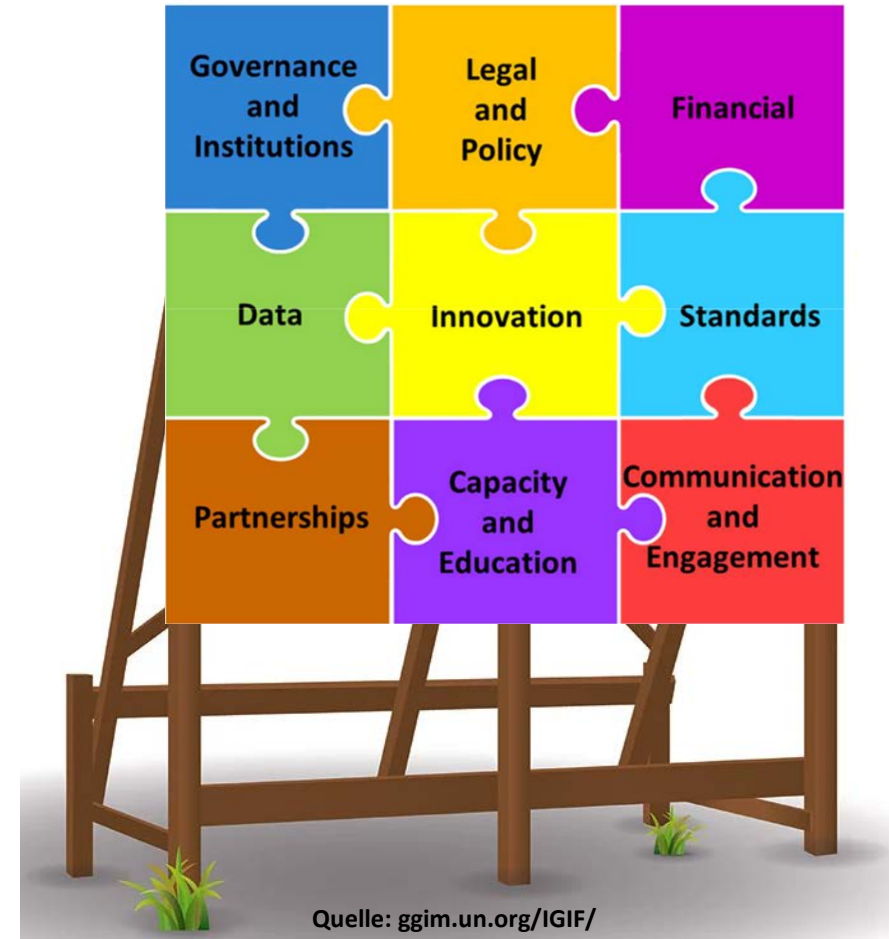 Governance
and
Institutions
Legal
and
Policy
Financial
Data
Innovation
Standards
Partnerships
Capacity
and
Education
Communication
and
Engagement
Quelle: ggim.un.org/IGIF/